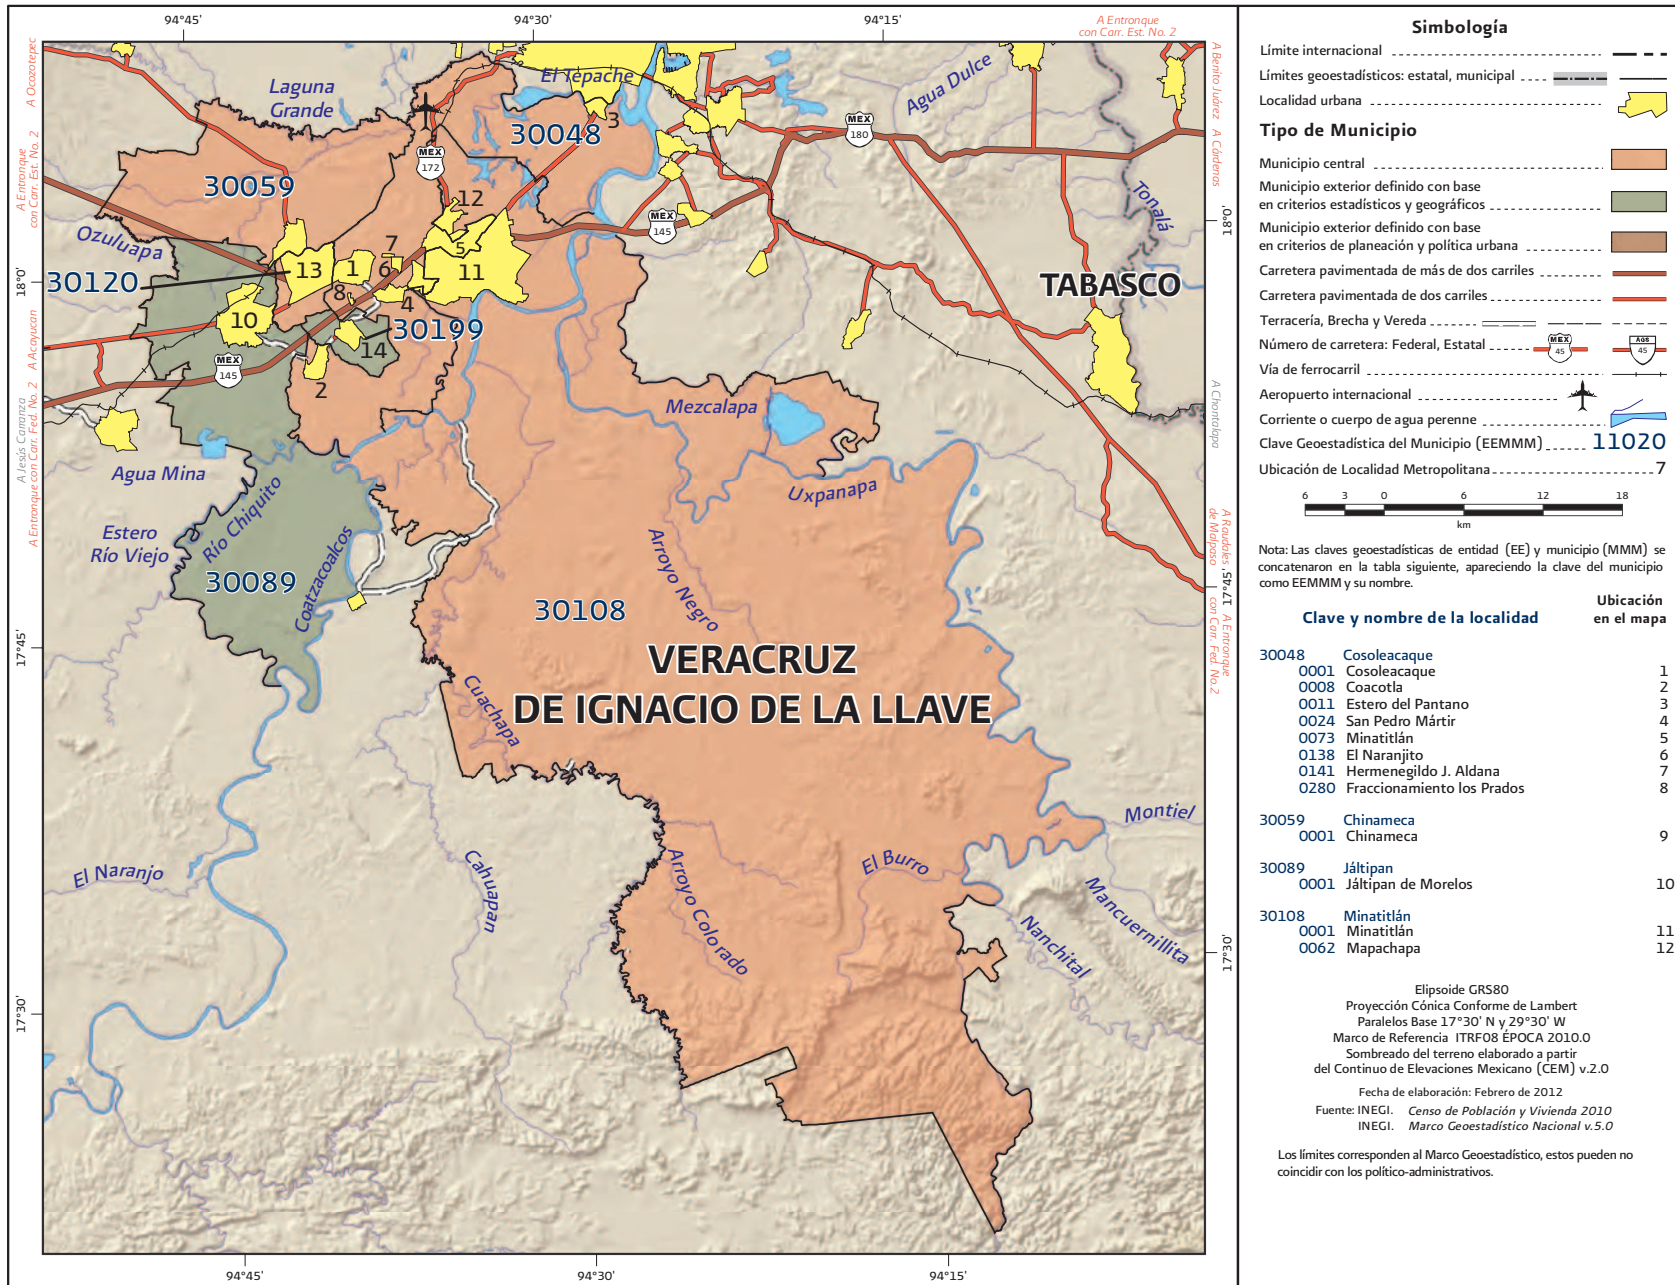 94°45'
94°30'
94°15'
A Entronque
con Carr. Est. No. 2
A Ocozotepec
A Entronque
con Carr. Est. No. 2
A Acayucan
A Jesús Carranza
A Entronque con Carr. Fed. No. 2
A Benito Juárez
A Cárdenas
A Chontalapa
A Raudales
de Malpaso
A Entronque
con Carr. Fed. No.2
18°0'
17°45'
17°30'
18°0'
17°45'
17°30'
94°45'
94°30'
94°15'
Laguna
Grande
El Tepache
Agua Dulce
30048
3
MEX
180
MEX
172
30059
12
Tonalá
MEX
145
Ozuluapa
7
5
30120
13
1
6
11
TABASCO
8
4
10
30199
14
MEX
145
2
Mezcalapa
Agua Mina
Uxpanapa
Estero
Río Viejo
Río Chiquito
Coatzacoalcos
30089
Arroyo Negro
30108
VERACRUZ
DE IGNACIO DE LA LLAVE
Cuachapa
Montiel
El Naranjo
Cahuapan
Arroyo Colorado
El Burro
Mancuernillita
Nanchital
Simbología
Límite internacional
Límites geoestadísticos: estatal, municipal
Localidad urbana
Tipo de Municipio
Municipio central
Municipio exterior definido con base
en criterios estadísticos y geográficos
Municipio exterior definido con base
en criterios de planeación y política urbana
Carretera pavimentada de más de dos carriles
Carretera pavimentada de dos carriles
Terracería, Brecha y Vereda
Número de carretera: Federal, Estatal MEX 45 AGS 45
Vía de ferrocarril
Aeropuerto internacional
Corriente o cuerpo de agua perenne
Clave Geoestadística del Municipio (EEMMM) 11020
Ubicación de Localidad Metropolitana 7
6 3 0 6 12 18
km
Nota: Las claves geoestadísticas de entidad (EE) y municipio (MMM) se
concatenaron en la tabla siguiente, apareciendo la clave del municipio
como EEMMM y su nombre.
Clave y nombre de la localidad Ubicación
en el mapa
30048 Cosoleacaque
0001 Cosoleacaque 1
0008 Coacotla 2
0011 Estero del Pantano 3
0024 San Pedro Mártir 4
0073 Minatitlán 5
0138 El Naranjito 6
0141 Hermenegildo J. Aldana 7
0280 Fraccionamiento los Prados 8
30059 Chinameca
0001 Chinameca 9
30089 Jáltipan
0001 Jáltipan de Morelos 10
30108 Minatitlán
0001 Minatitlán 11
0062 Mapachapa 12
Elipsoide GRS80
Proyección Cónica Conforme de Lambert
Paralelos Base 17°30' N y 29°30' W
Marco de Referencia ITRF08 ÉPOCA 2010.0
Sombreado del terreno elaborado a partir
del Continuo de Elevaciones Mexicano (CEM) v.2.0
Fecha de elaboración: Febrero de 2012
Fuente: INEGI. Censo de Población y Vivienda 2010
INEGI. Marco Geoestadístico Nacional v.5.0
Los límites corresponden al Marco Geoestadístico, estos pueden no
coincidir con los político-administrativos.